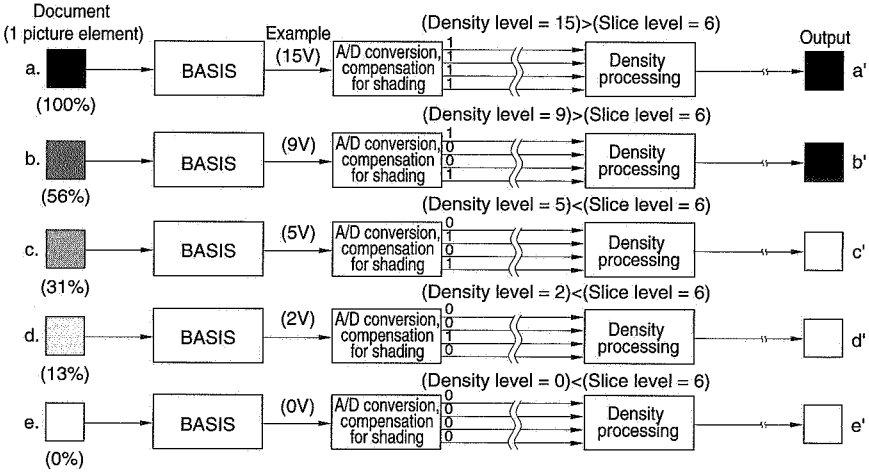 Document
(1 picture element)
Example
(Density level = 15)>(Slice level = 6)
Output
a.
(100%)
BASIS
(15V)
A/D conversion,
compensation
for shading
1
1
1
1
Density
processing
a'
(Density level = 9)>(Slice level = 6)
b.
(56%)
BASIS
(9V)
A/D conversion,
compensation
for shading
1
0
0
1
Density
processing
b'
(Density level = 5)<(Slice level = 6)
c.
(31%)
BASIS
(5V)
A/D conversion,
compensation
for shading
0
1
0
1
Density
processing
c'
(Density level = 2)<(Slice level = 6)
d.
(13%)
BASIS
(2V)
A/D conversion,
compensation
for shading
0
0
1
0
Density
processing
d'
(Density level = 0)<(Slice level = 6)
e.
(0%)
BASIS
(0V)
A/D conversion,
compensation
for shading
0
0
0
0
Density
processing
e'